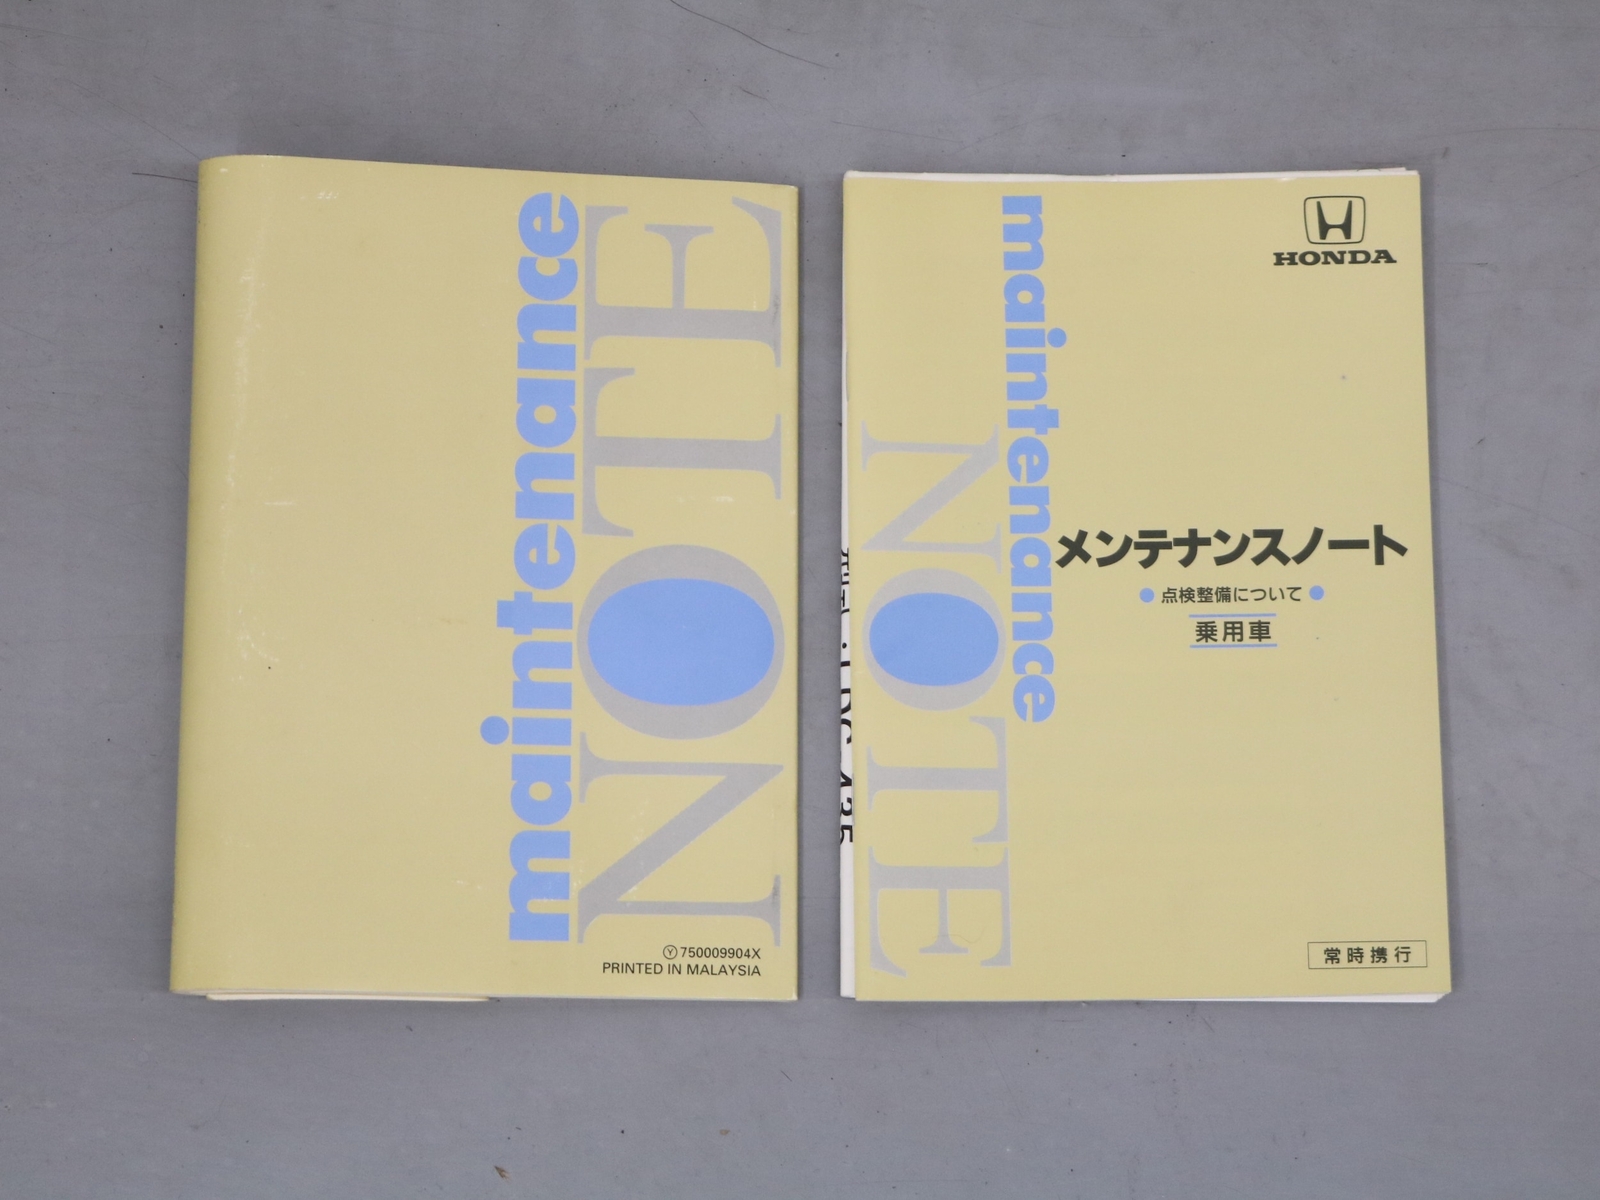 maintenance
NOTE
Ⓨ750009904X
PRINTED IN MALAYSIA
HONDA
maintenance
NOTE
メンテナンスノート
●点検整備について●
乗用車
常時携行